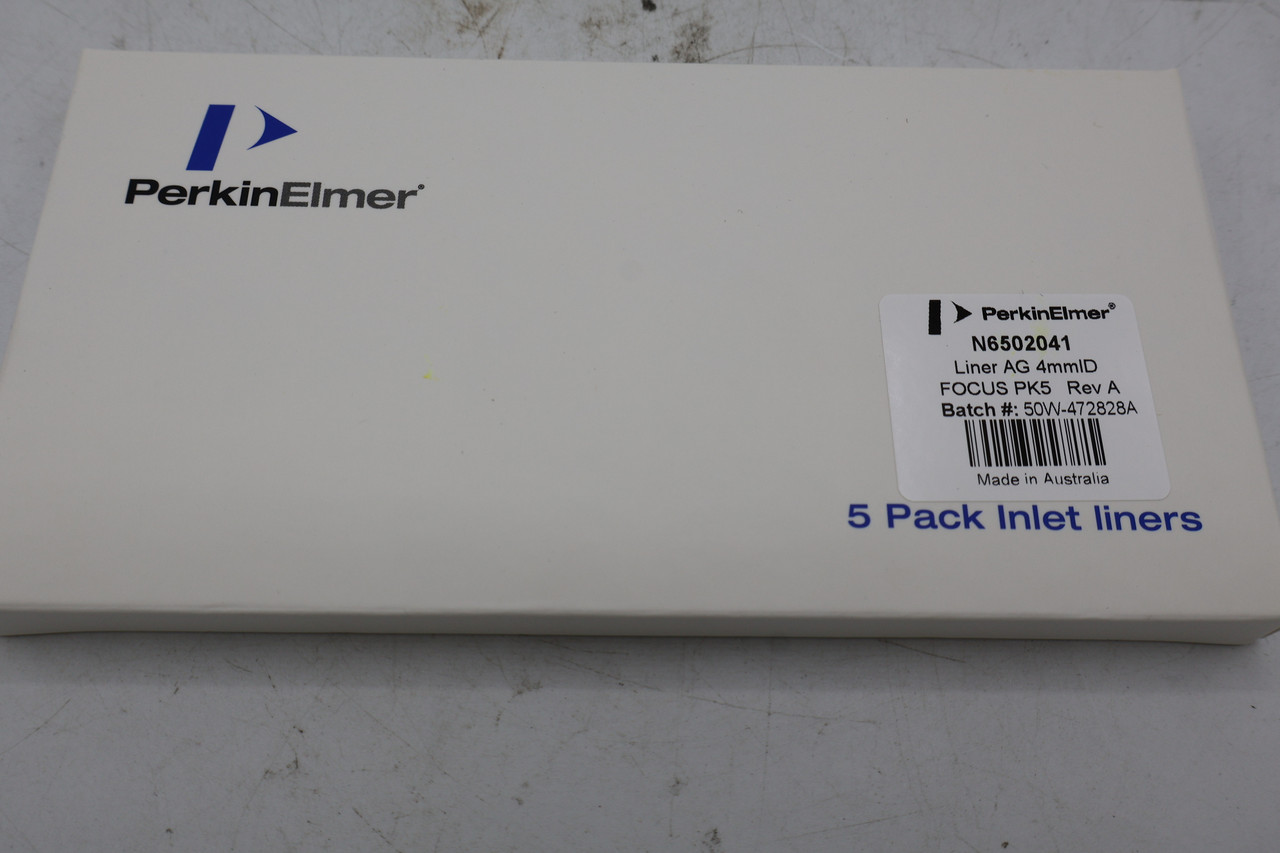 PerkinElmer®
PerkinElmer®
N6502041
Liner AG 4mmID
FOCUS PK5 Rev A
Batch #: 50W-472828A
Made in Australia
5 Pack Inlet liners